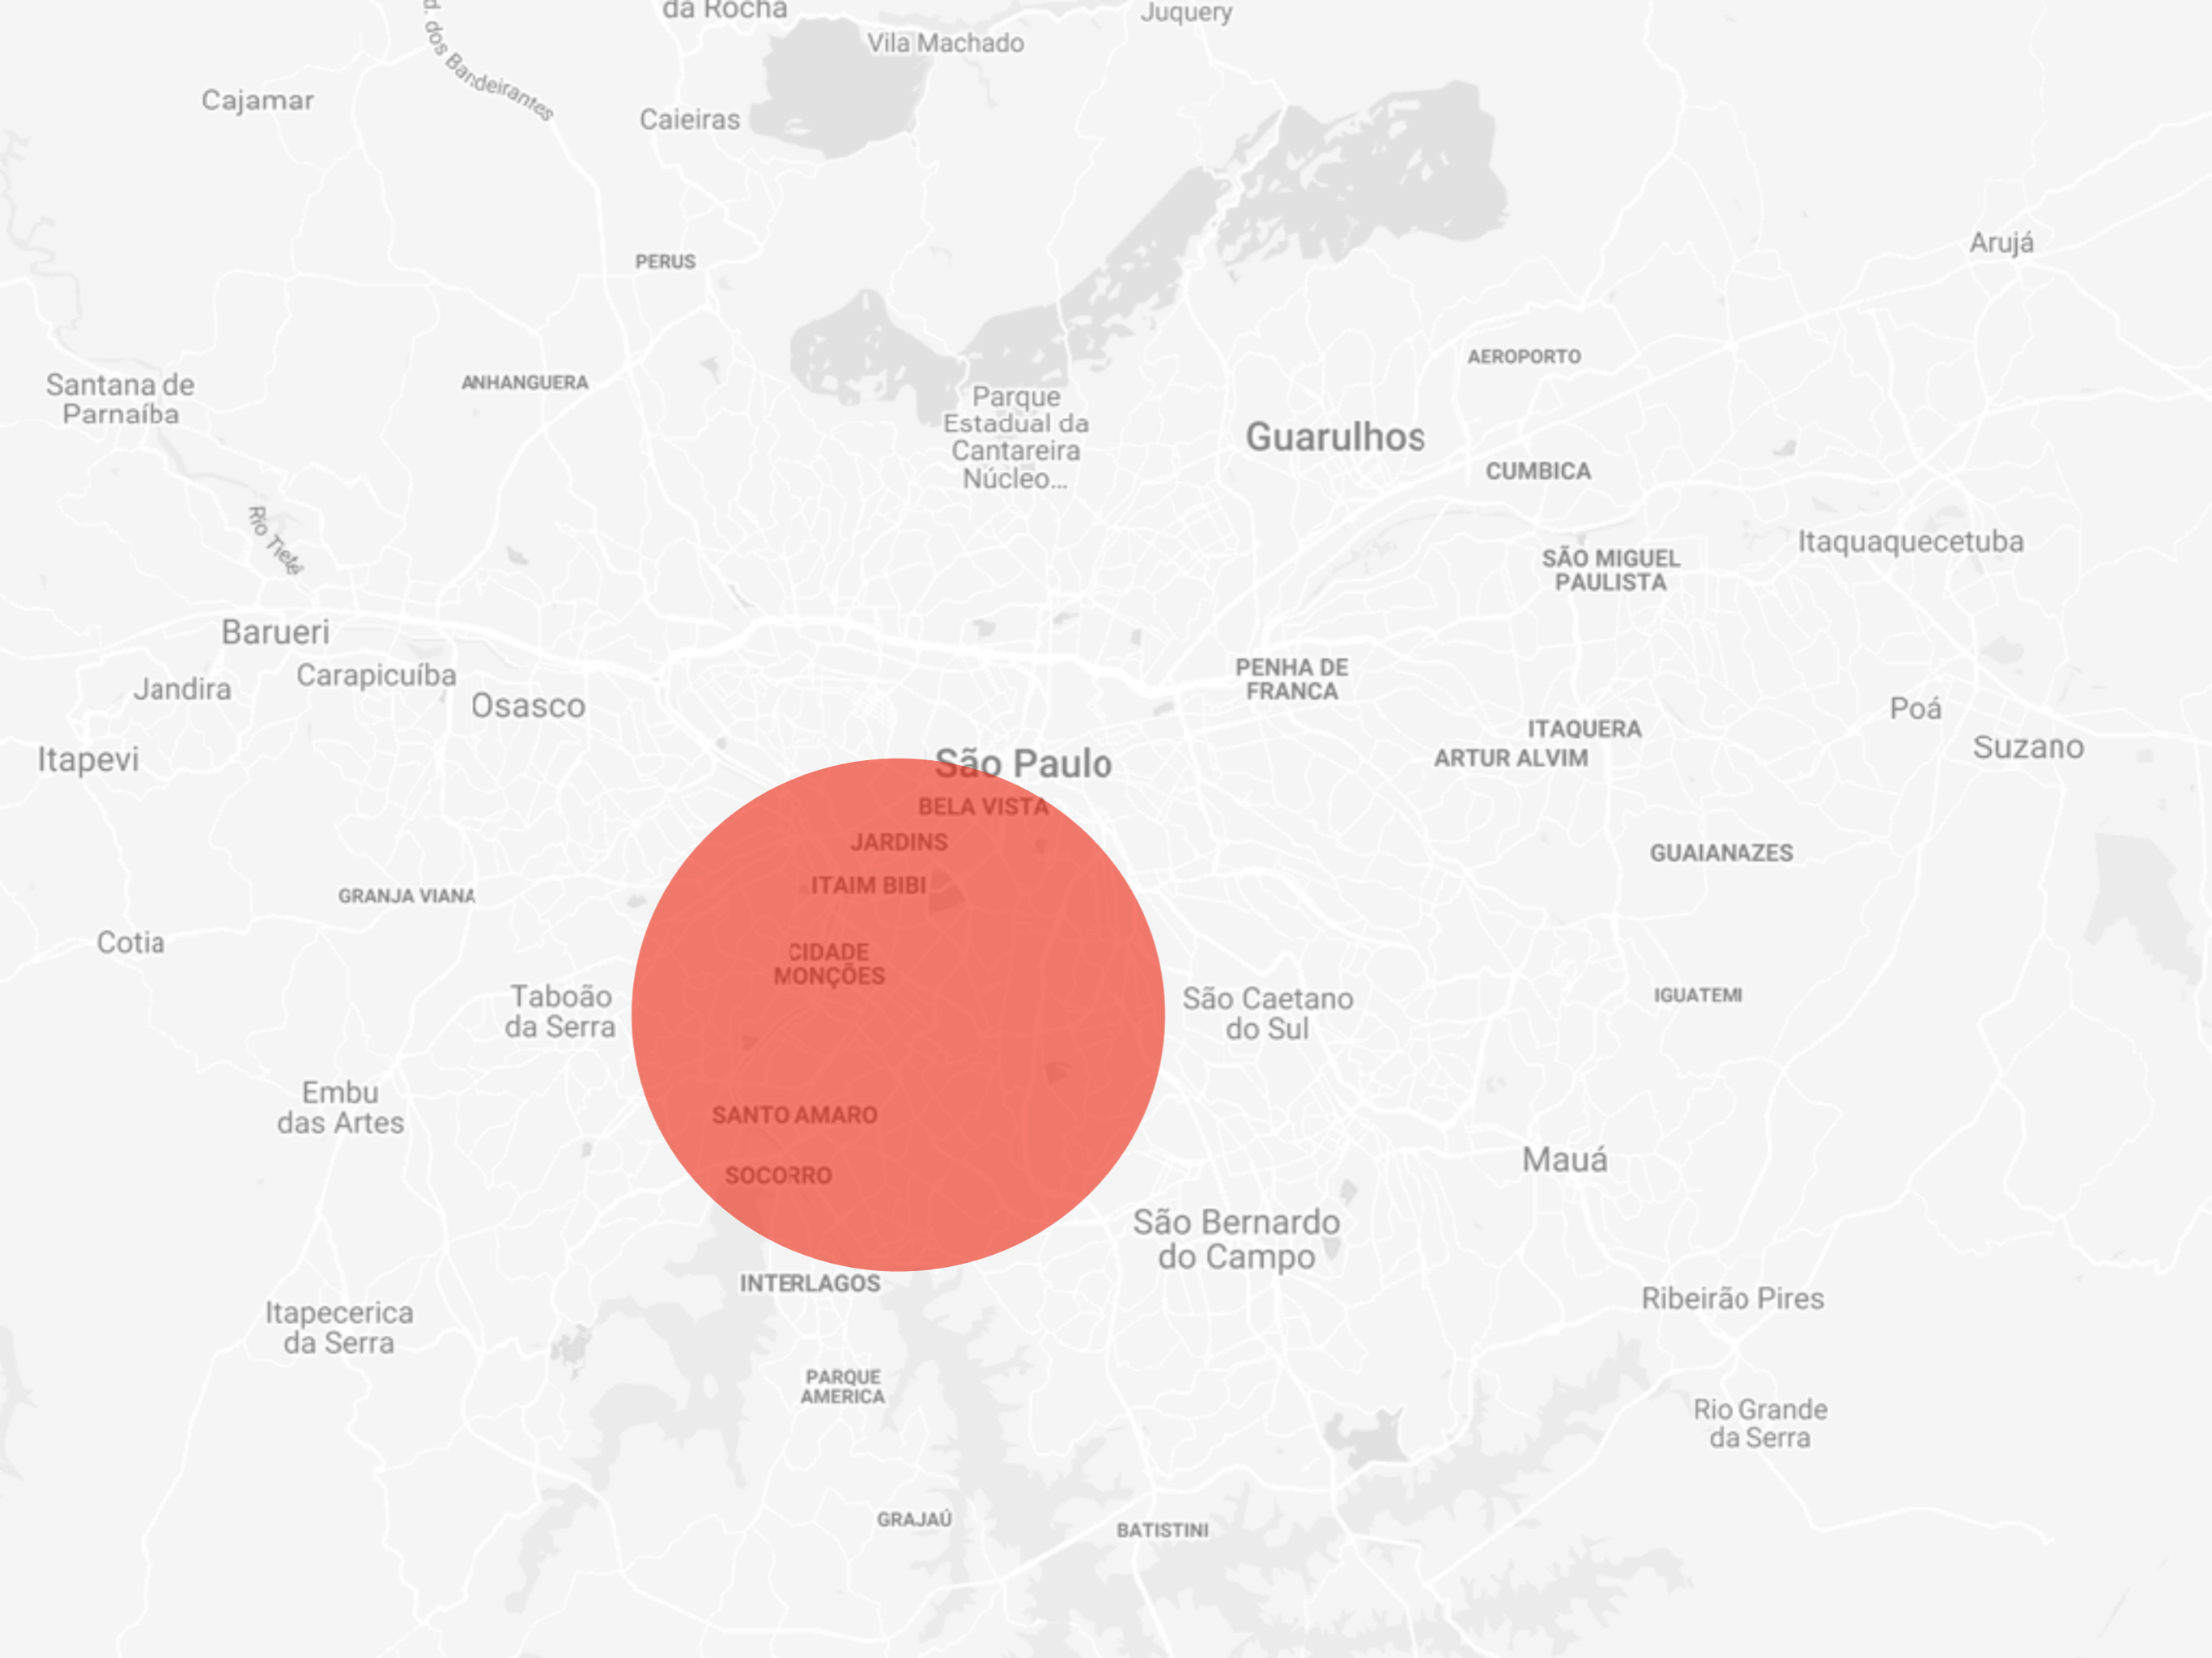 da Rocha
Juquery
Vila Machado
d. dos Bandeirantes
Cajamar
Caieiras
Arujá
PERUS
AEROPORTO
ANHANGUERA
Santana de
Parnaíba
Parque
Estadual da
Cantareira
Núcleo...
Guarulhos
CUMBICA
Rio Tietê
Itaquaquecetuba
SÃO MIGUEL
PAULISTA
Barueri
Carapicuíba
Jandira
Osasco
PENHA DE
FRANCA
Poá
ITAQUERA
ARTUR ALVIM
Suzano
Itapevi
São Paulo
BELA VISTA
JARDINS
GUAIANAZES
ITAIM BIBI
GRANJA VIANA
Cotia
CIDADE
MONÇÕES
Taboão
da Serra
São Caetano
do Sul
IGUATEMI
Embu
das Artes
SANTO AMARO
Mauá
SOCORRO
São Bernardo
do Campo
INTERLAGOS
Ribeirão Pires
Itapecerica
da Serra
PARQUE
AMERICA
Rio Grande
da Serra
GRAJAÚ
BATISTINI